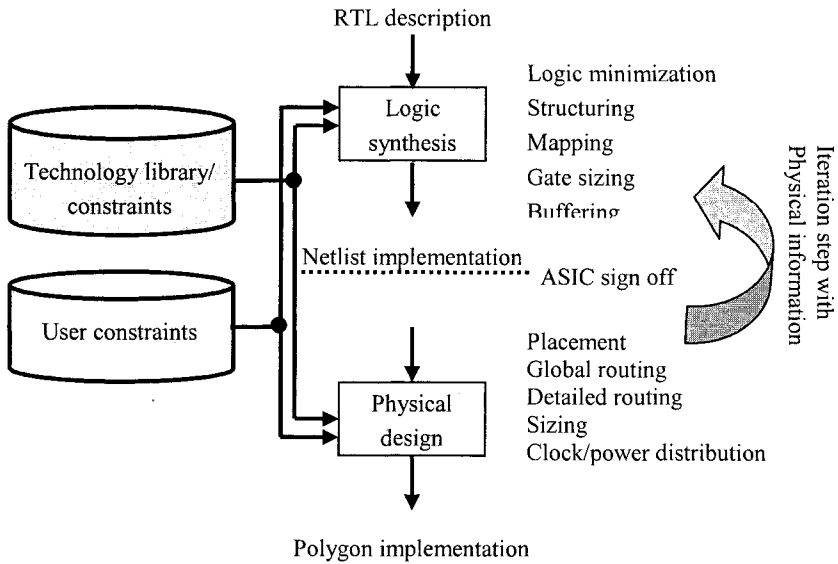 RTL description
Logic
synthesis
Logic minimization
Structuring
Mapping
Gate sizing
Buffering
Technology library/
constraints
Iteration step with
Physical information
Netlist implementation
ASIC sign off
User constraints
Physical
design
Placement
Global routing
Detailed routing
Sizing
Clock/power distribution
Polygon implementation